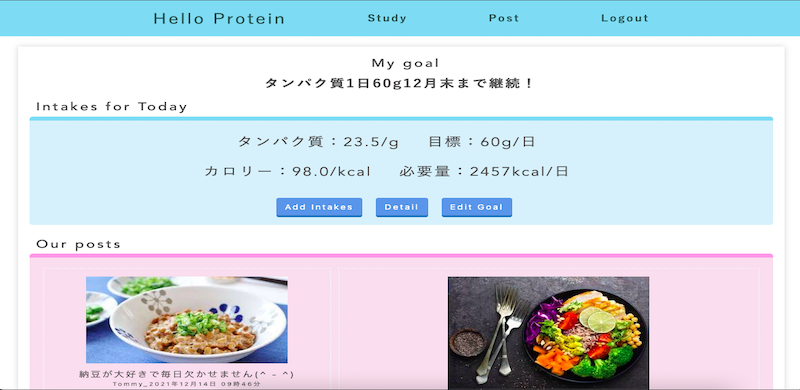 Hello Protein Study Post Logout
My goal
タンパク質1日60g12月末まで継続！
Intakes for Today
タンパク質：23.5/g 目標：60g/日
カロリー：98.0/kcal 必要量：2457kcal/日
Add Intakes Detail Edit Goal
Our posts
納豆が大好きで毎日欠かせません(^ - ^)
Tommy_2021年12月14日 09時46分